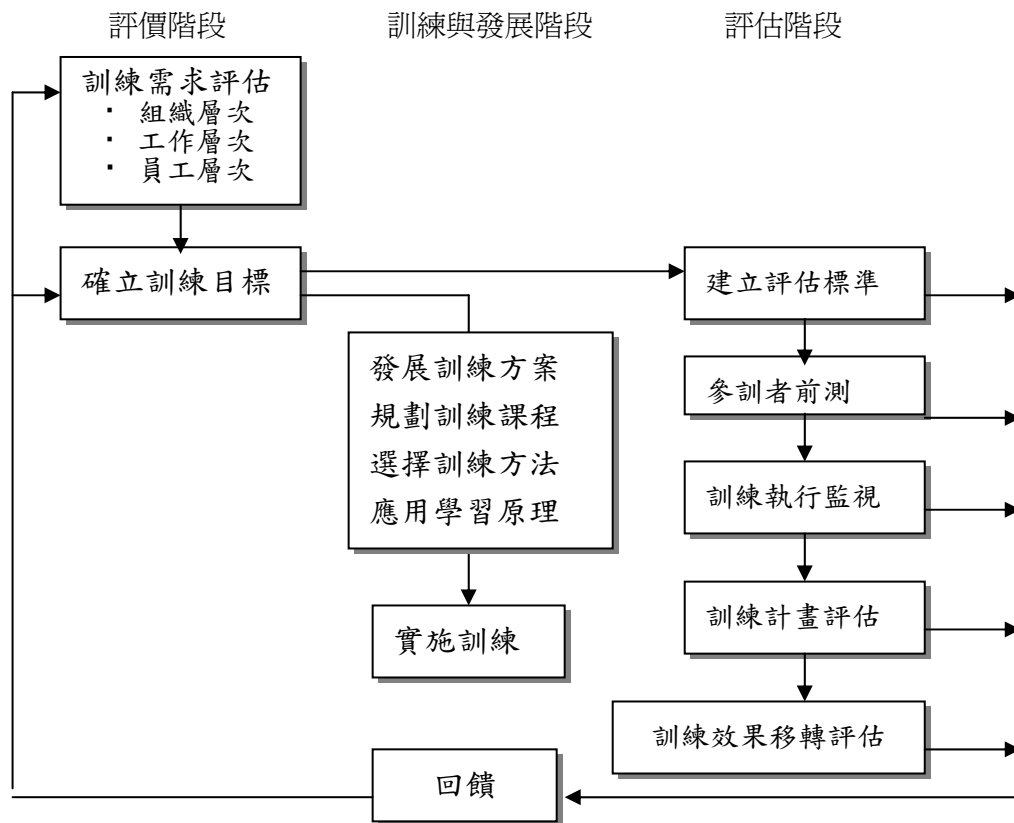 評價階段
訓練與發展階段
評估階段
訓練需求評估
· 組織層次
· 工作層次
· 員工層次
確立訓練目標
發展訓練方案
規劃訓練課程
選擇訓練方法
應用學習原理
實施訓練
建立評估標準
參訓者前測
訓練執行監視
訓練計畫評估
訓練效果移轉評估
回饋